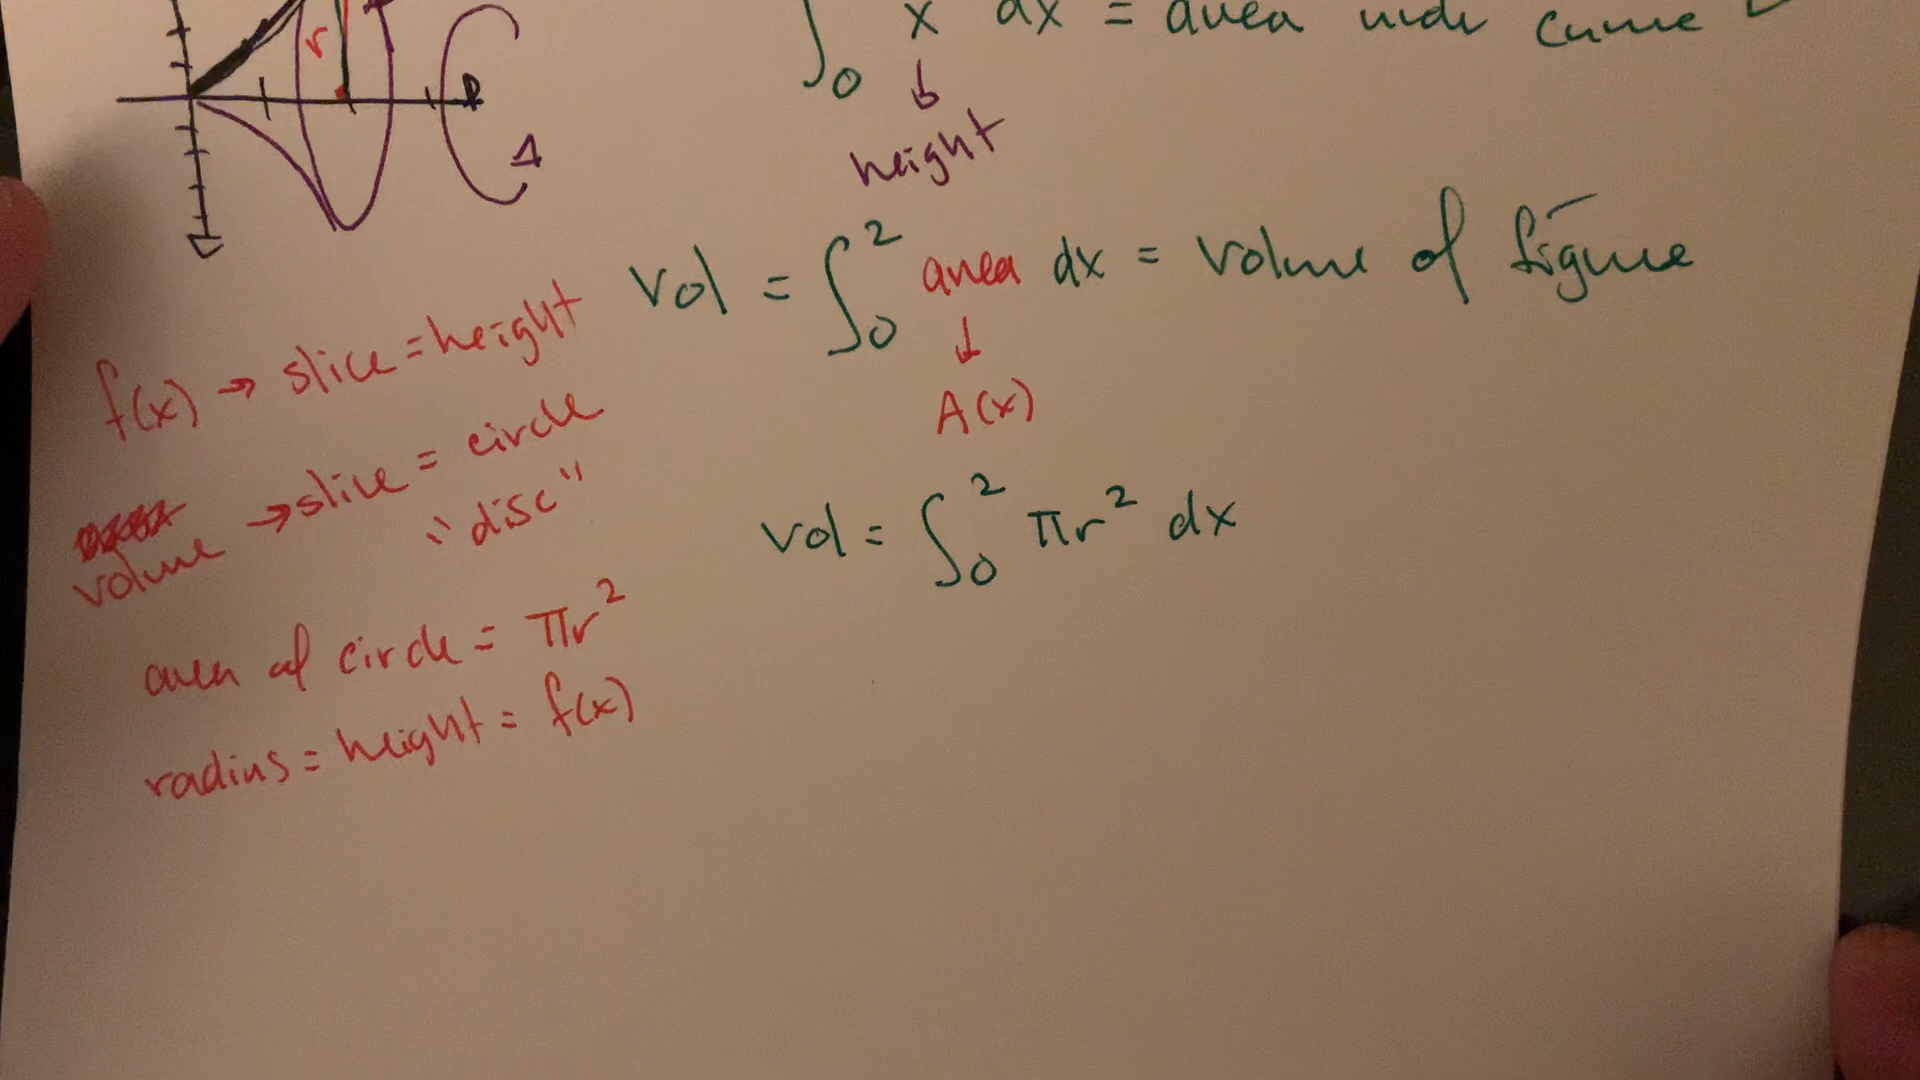 r
∫₀ x dx = area under curve
height
vol = ∫₀² area dx = volume of figure
A(x)
f(x) → slice = height
volume → slice = circle
"disc"
vol = ∫₀² πr² dx
area of circle = πr²
radius = height = f(x)